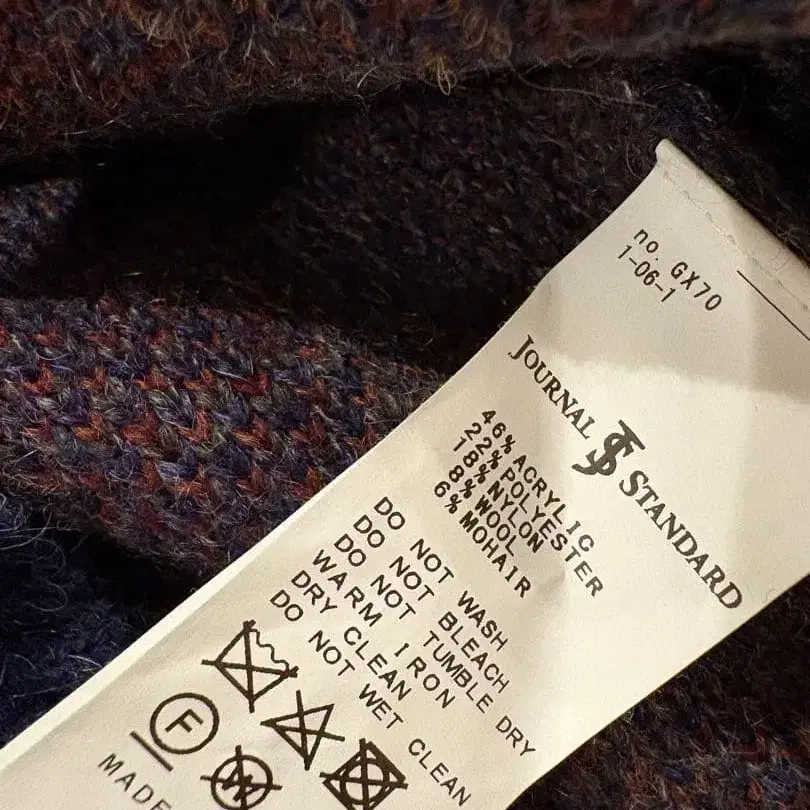 no. GX70
1-06-1
JOURNAL JS STANDARD
46% ACRYLIC
22% POLYESTER
18% NYLON
8% WOOL
6% MOHAIR
DO NOT WASH
DO NOT BLEACH
DO NOT TUMBLE DRY
WARM IRON
DRY CLEAN
DO NOT WET CLEAN
F
W
MADE